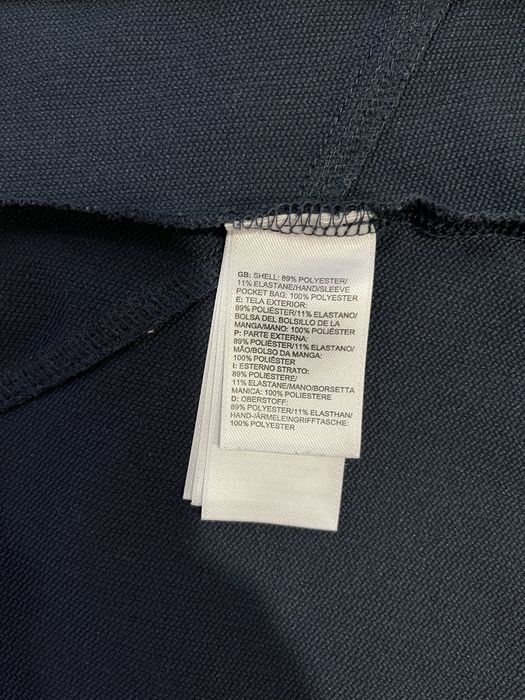 GB: SHELL: 89% POLYESTER/
11% ELASTANE/HAND/SLEEVE
POCKET BAG: 100% POLYESTER
E: TELA EXTERIOR:
89% POLIÉSTER/11% ELASTANO/
BOLSA DEL BOLSILLO DE LA
MANGA/MANO: 100% POLIÉSTER
P: PARTE EXTERNA:
89% POLIÉSTER/11% ELASTANO/
MÃO/BOLSO DA MANGA:
100% POLIÉSTER
I: ESTERNO STRATO:
89% POLIESTERE/
11% ELASTANE/MANO/BORSETTA
MANICA: 100% POLIESTERE
D: OBERSTOFF:
89% POLYESTER/11% ELASTHAN/
HAND-/ÄRMELEINGRIFFTASCHE:
100% POLYESTER